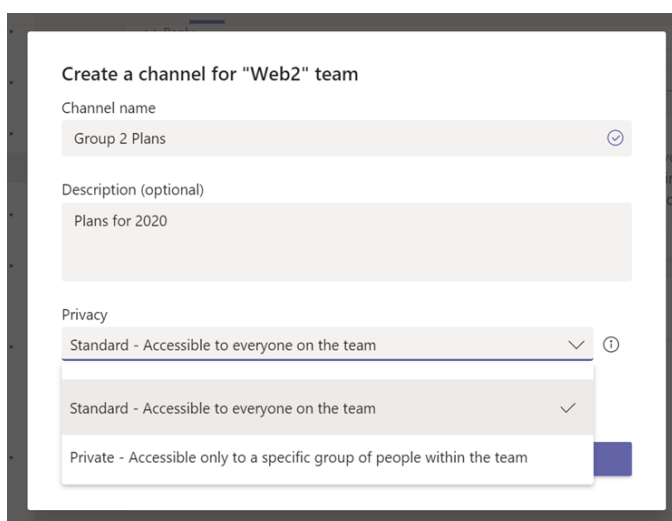 Create a channel for "Web2" team
Channel name
Group 2 Plans
Description (optional)
Plans for 2020
Privacy
Standard - Accessible to everyone on the team
Standard - Accessible to everyone on the team
Private - Accessible only to a specific group of people within the team